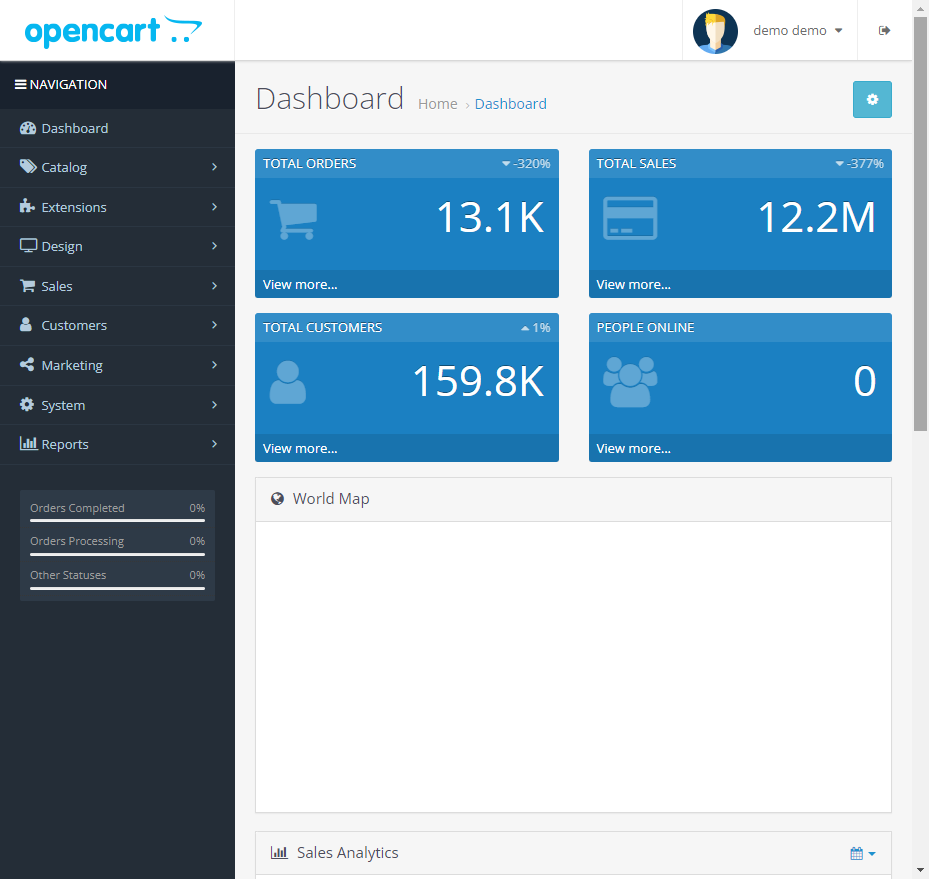 opencart
demo demo
NAVIGATION
Dashboard
Catalog
Extensions
Design
Sales
Customers
Marketing
System
Reports
Orders Completed 0%
Orders Processing 0%
Other Statuses 0%
Dashboard Home › Dashboard
TOTAL ORDERS -320%
13.1K
View more...
TOTAL SALES -377%
12.2M
View more...
TOTAL CUSTOMERS 1%
159.8K
View more...
PEOPLE ONLINE
0
View more...
World Map
Sales Analytics